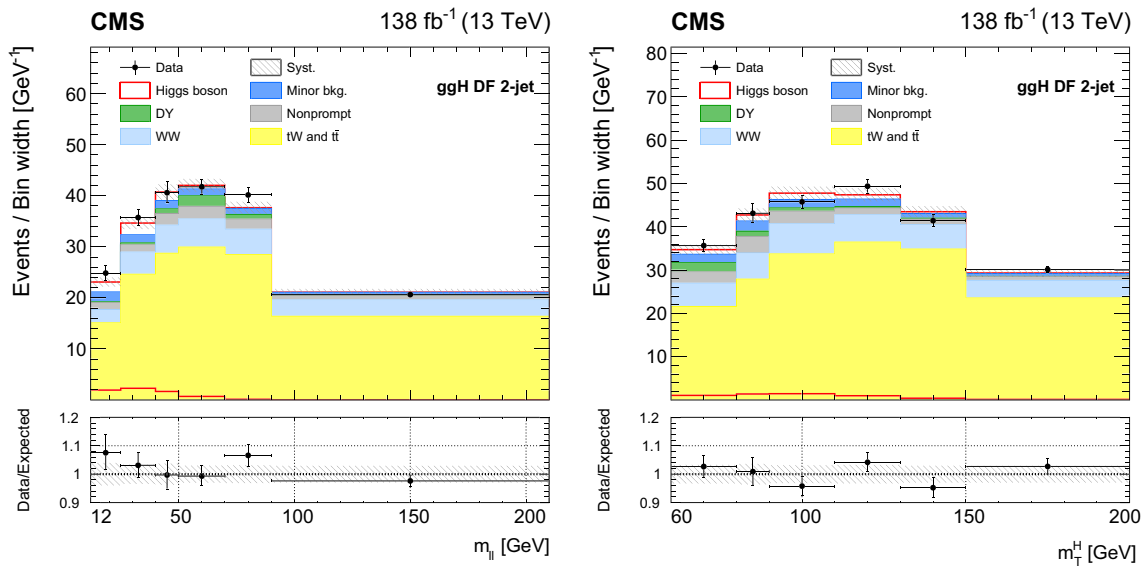 CMS 138 fb⁻¹ (13 TeV)
Events / Bin width [GeV⁻¹]
Data Syst.
Higgs boson Minor bkg.
DY Nonprompt
WW tW and tt̄
ggH DF 2-jet
60
50
40
30
20
10
Data/Expected
1.2
1.1
1
0.9
12 50 100 150 200
m_ll [GeV]
CMS 138 fb⁻¹ (13 TeV)
Events / Bin width [GeV⁻¹]
Data Syst.
Higgs boson Minor bkg.
DY Nonprompt
WW tW and tt̄
ggH DF 2-jet
80
70
60
50
40
30
20
10
Data/Expected
1.2
1.1
1
0.9
60 100 150 200
m_T^H [GeV]